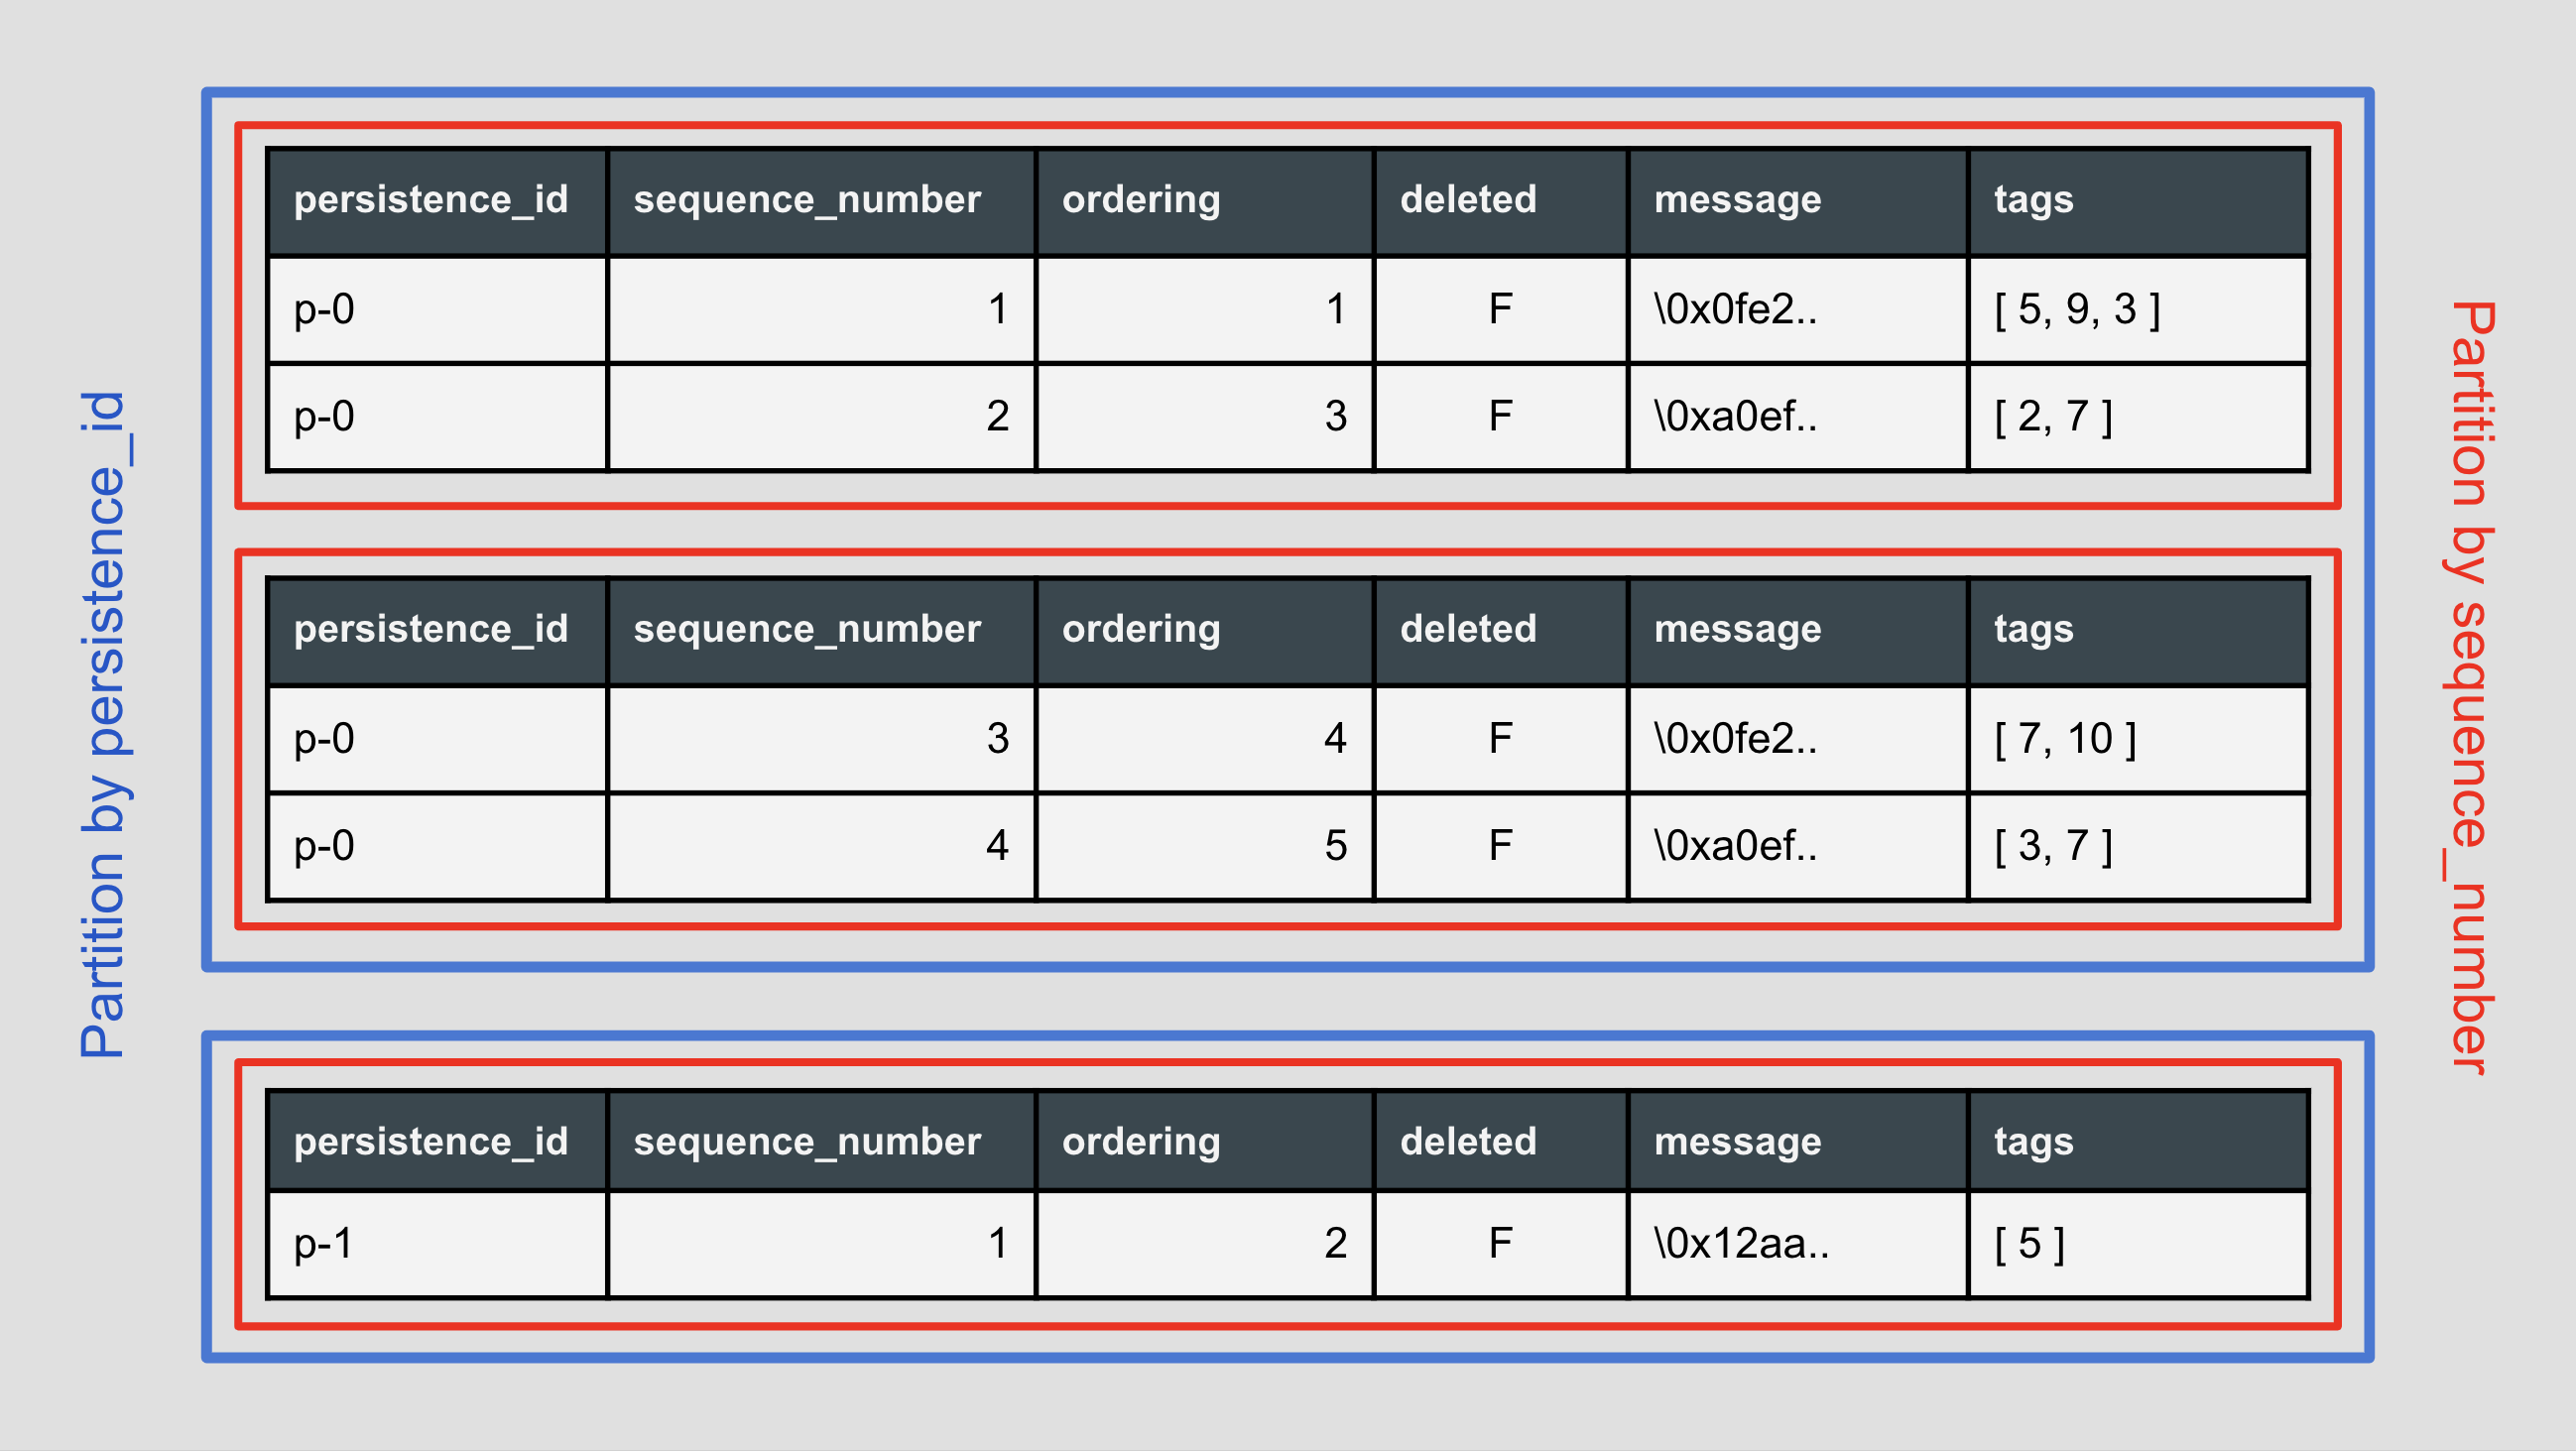 Partition by persistence_id
persistence_id sequence_number ordering deleted message tags
p-0 1 1 F \0x0fe2.. [ 5, 9, 3 ]
p-0 2 3 F \0xa0ef.. [ 2, 7 ]
persistence_id sequence_number ordering deleted message tags
p-0 3 4 F \0x0fe2.. [ 7, 10 ]
p-0 4 5 F \0xa0ef.. [ 3, 7 ]
persistence_id sequence_number ordering deleted message tags
p-1 1 2 F \0x12aa.. [ 5 ]
Partition by sequence_number